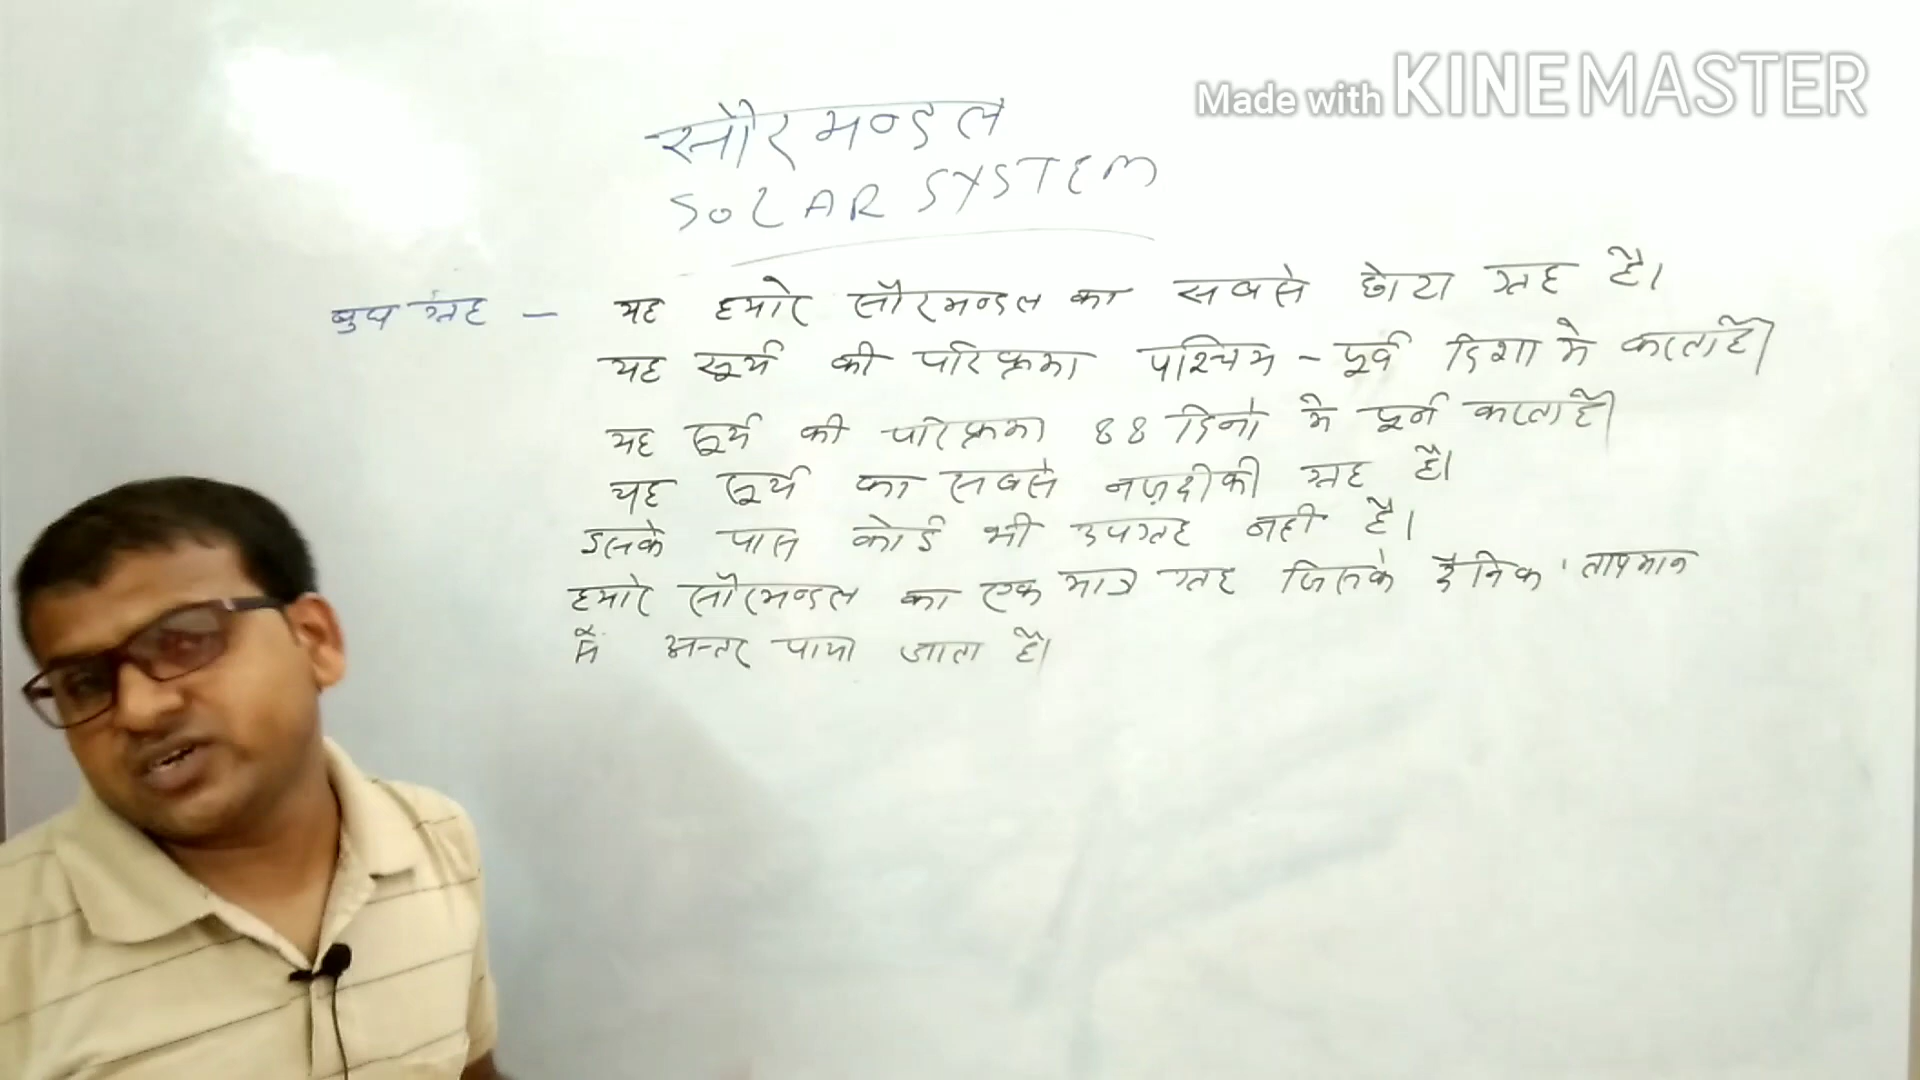 Made with KINEMASTER
सौरमण्डल
SOLAR SYSTEM
बुध ग्रह – यह हमारे सौरमण्डल का सबसे छोटा ग्रह है।
यह सूर्य की परिक्रमा पश्चिम – पूर्व दिशा मे करता है।
यह सूर्य की परिक्रमा 88 दिनो मे पूर्न करता है।
यह सूर्य का सबसे नज़दीकी ग्रह है।
इसके पास कोई भी उपग्रह नही है।
हमारे सौरमण्डल का एक मात्र ग्रह जिसके दैनिक तापमान
मे अन्तर पाया जाता है।